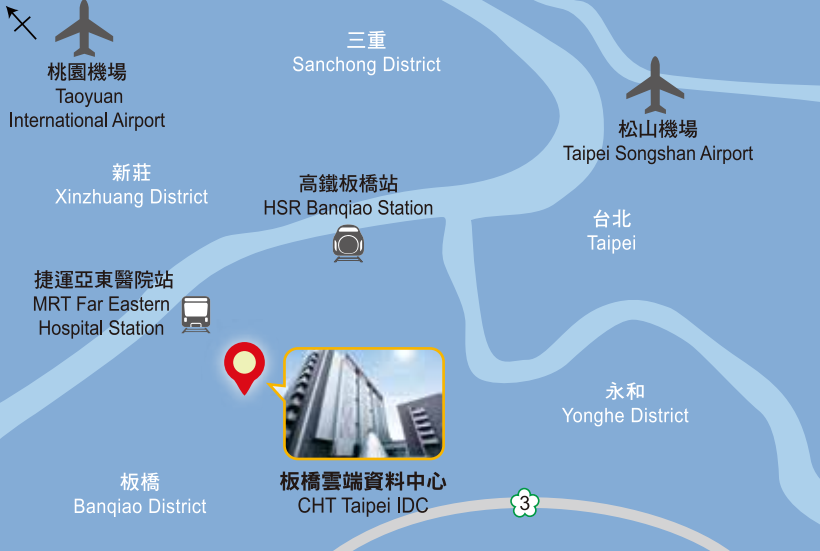 桃園機場
Taoyuan
International Airport
三重
Sanchong District
松山機場
Taipei Songshan Airport
新莊
Xinzhuang District
高鐵板橋站
HSR Banqiao Station
台北
Taipei
捷運亞東醫院站
MRT Far Eastern
Hospital Station
永和
Yonghe District
板橋
Banqiao District
板橋雲端資料中心
CHT Taipei IDC
3